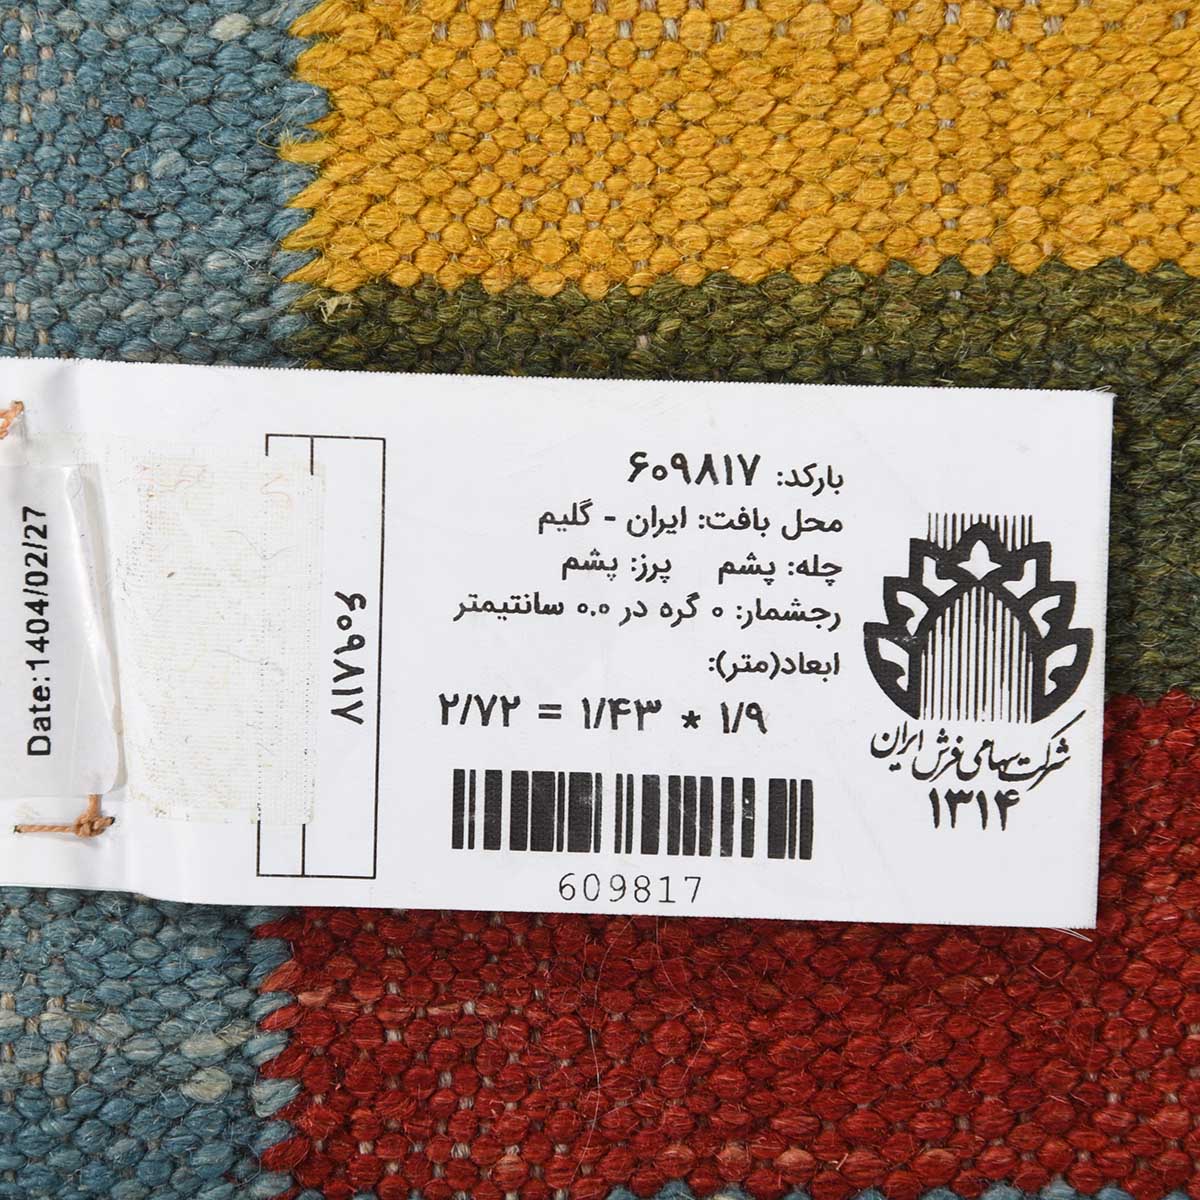 بارکد: ۶۰۹۸۱۷
محل بافت: ایران - گلیم
چله: پشم    پرز: پشم
رجشمار: ۰ گره در ۰.۰ سانتیمتر
ابعاد(متر):
۲/۷۲ = ۱/۴۳ * ۱/۹
609817
شرکت سهامی فرش ایران
۱۳۱۴
۶۰۹۸۱۷
Date:1404/02/27